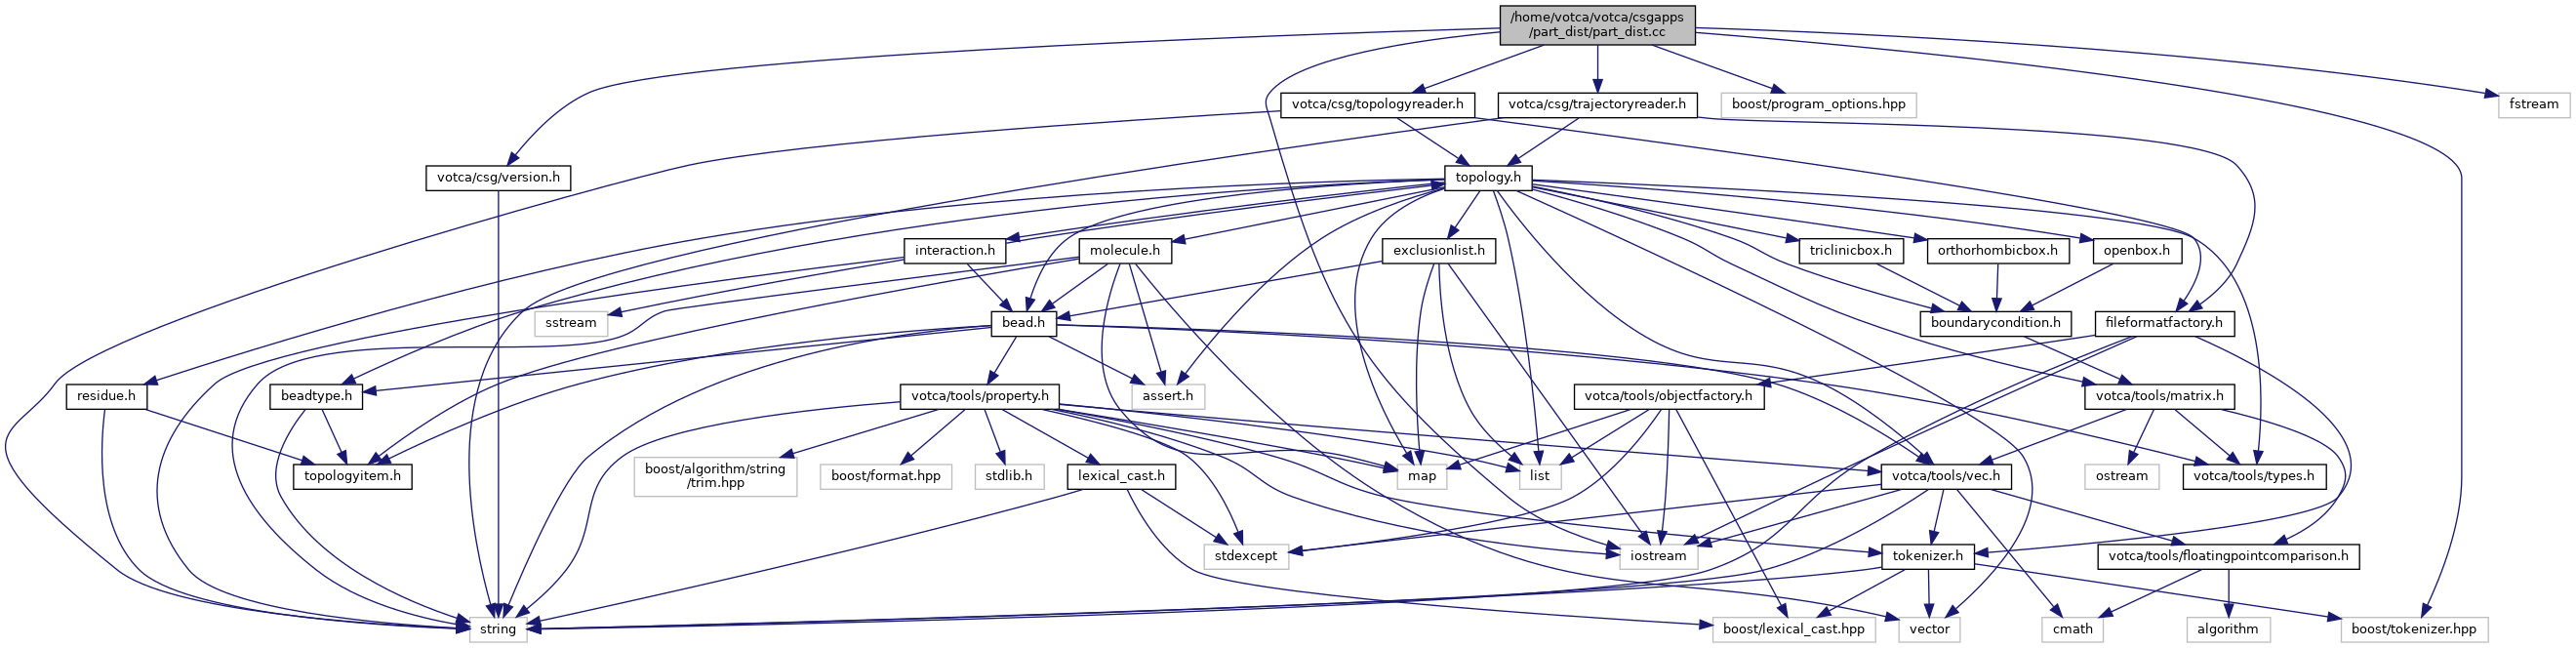 /home/votca/votca/csgapps
/part_dist/part_dist.cc
votca/csg/topologyreader.h
votca/csg/trajectoryreader.h
boost/program_options.hpp
fstream
votca/csg/version.h
topology.h
interaction.h
molecule.h
exclusionlist.h
triclinicbox.h
orthorhombicbox.h
openbox.h
sstream
bead.h
boundarycondition.h
fileformatfactory.h
residue.h
beadtype.h
votca/tools/property.h
assert.h
votca/tools/objectfactory.h
votca/tools/matrix.h
topologyitem.h
boost/algorithm/string
/trim.hpp
boost/format.hpp
stdlib.h
lexical_cast.h
map
list
votca/tools/vec.h
ostream
votca/tools/types.h
stdexcept
iostream
tokenizer.h
votca/tools/floatingpointcomparison.h
string
boost/lexical_cast.hpp
vector
cmath
algorithm
boost/tokenizer.hpp